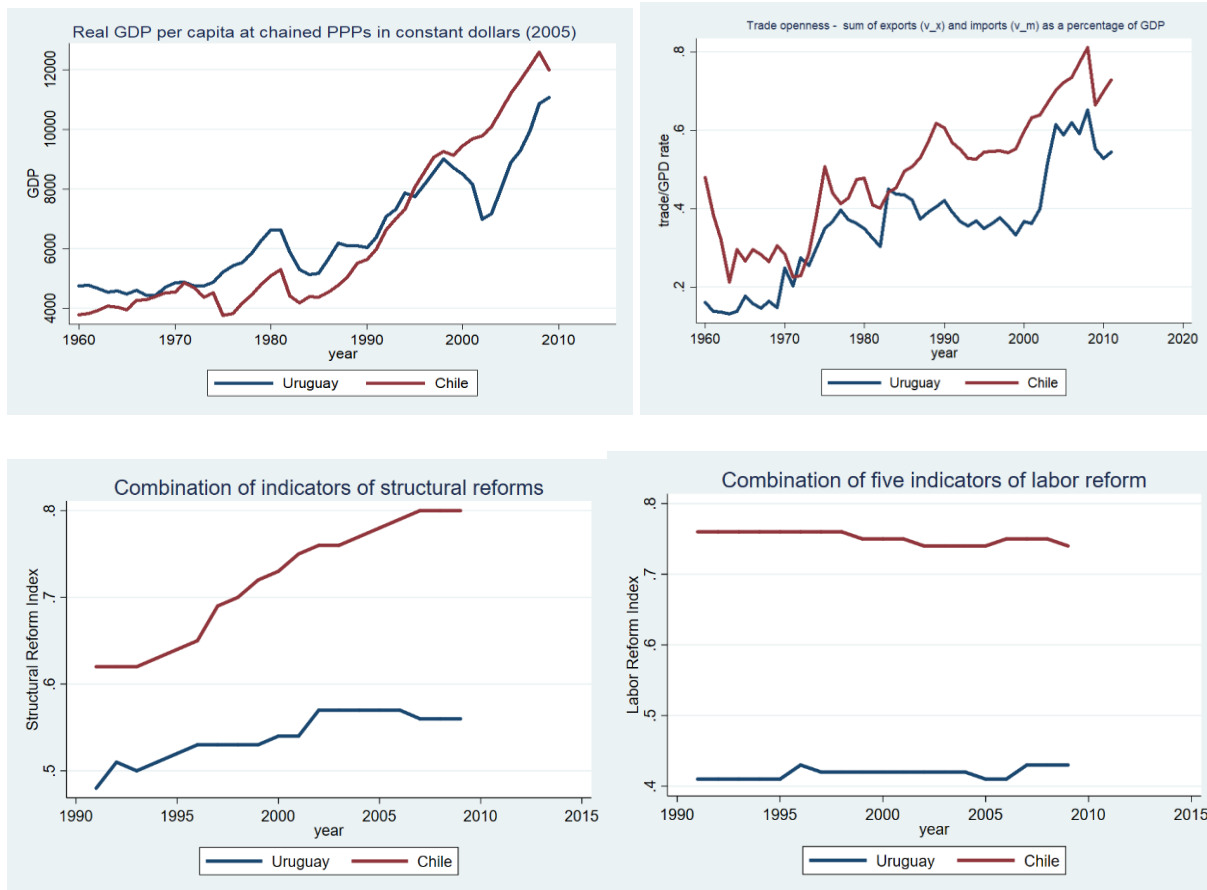 Real GDP per capita at chained PPPs in constant dollars (2005)
GDP
12000
10000
8000
6000
4000
1960
1970
1980
1990
2000
2010
year
Uruguay
Chile
Trade openness - sum of exports (v_x) and imports (v_m) as a percentage of GDP
trade/GPD rate
.8
.6
.4
.2
1960
1970
1980
1990
2000
2010
2020
year
Uruguay
Chile
Combination of indicators of structural reforms
Structural Reform Index
.8
.7
.6
.5
1990
1995
2000
2005
2010
2015
year
Uruguay
Chile
Combination of five indicators of labor reform
Labor Reform Index
.8
.7
.6
.5
.4
1990
1995
2000
2005
2010
2015
year
Uruguay
Chile